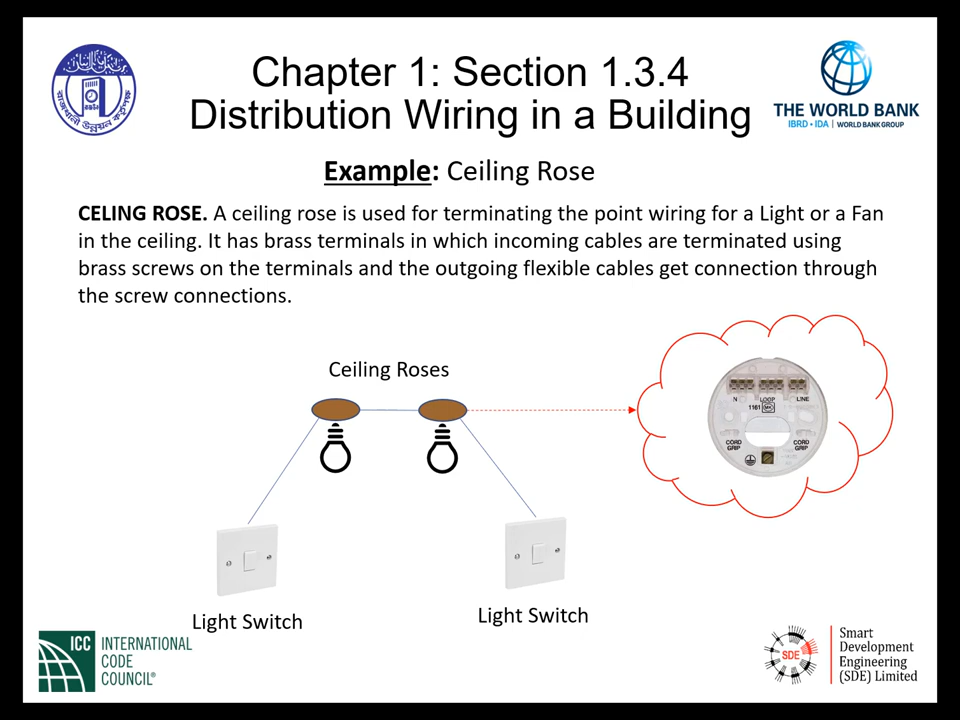 Chapter 1: Section 1.3.4
Distribution Wiring in a Building
THE WORLD BANK
IBRD • IDA | WORLD BANK GROUP
Example: Ceiling Rose
CELING ROSE. A ceiling rose is used for terminating the point wiring for a Light or a Fan
in the ceiling. It has brass terminals in which incoming cables are terminated using
brass screws on the terminals and the outgoing flexible cables get connection through
the screw connections.
Ceiling Roses
N LOOP LINE
1161 MK
CORD GRIP
CORD GRIP
Light Switch
Light Switch
ICC INTERNATIONAL
CODE
COUNCIL®
SDE
Smart
Development
Engineering
(SDE) Limited